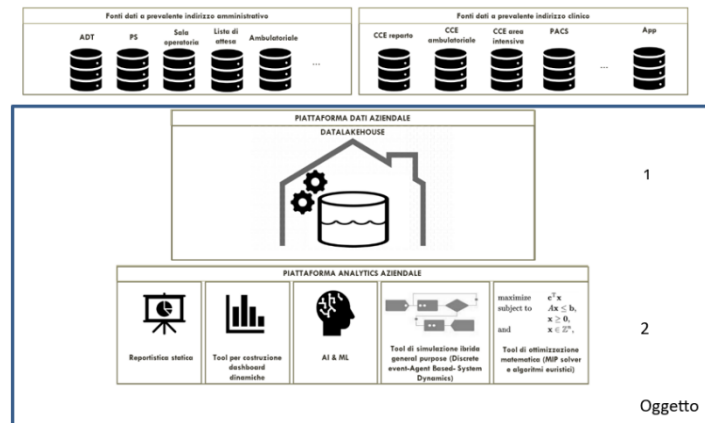 Fonti dati a prevalente indirizzo amministrativo
ADT
PS
Sala
operatoria
Lista di
attesa
Ambulatoriale
...
Fonti dati a prevalente indirizzo clinico
CCE reparto
CCE
ambulatoriale
CCE area
intensiva
PACS
...
App
PIATTAFORMA DATI AZIENDALE
DATALAKEHOUSE
1
PIATTAFORMA ANALYTICS AZIENDALE
Reportistica statica
Tool per costruzione
dashboard
dinamiche
AI & ML
Tool di simulazione ibrida
general purpose (Discrete
event-Agent Based- System
Dynamics)
maximize c^T x
subject to Ax ≤ b,
x ≥ 0,
and x ∈ Z^n,
Tool di ottimizzazione
matematica (MIP solver
e algoritmi euristici)
2
Oggetto